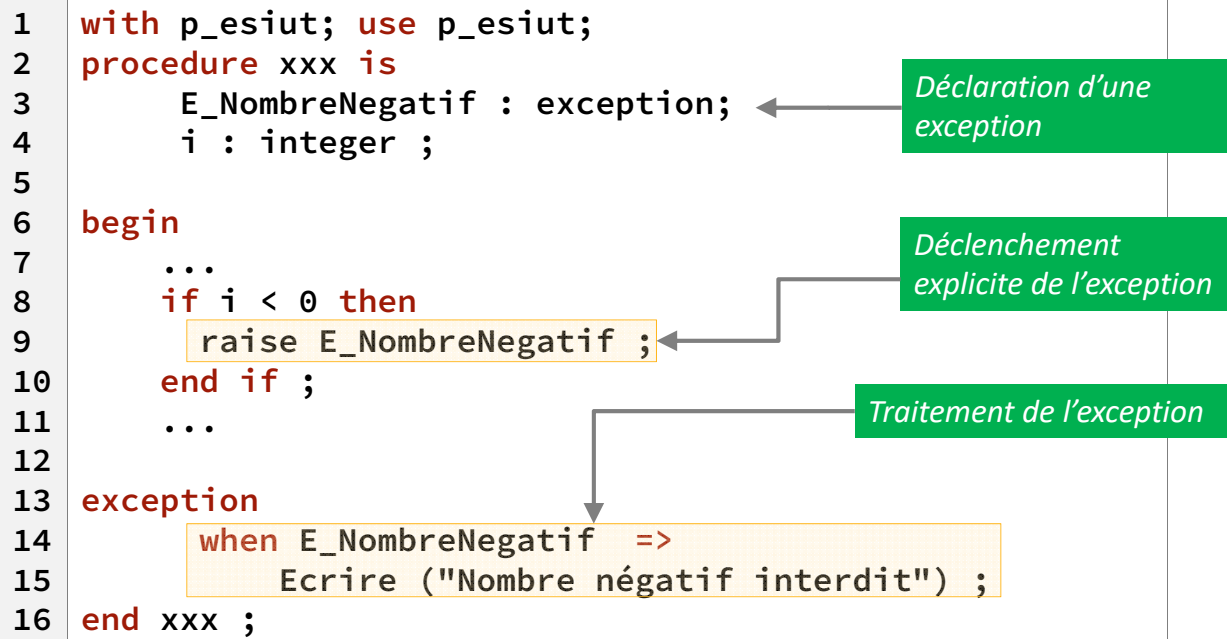 1 with p_esiut; use p_esiut;
2 procedure xxx is
3 E_NombreNegatif : exception;
4 i : integer ;
5
6 begin
7 ...
8 if i < 0 then
9 raise E_NombreNegatif ;
10 end if ;
11 ...
12
13 exception
14 when E_NombreNegatif =>
15 Ecrire ("Nombre négatif interdit") ;
16 end xxx ;
Déclaration d’une
exception
Déclenchement
explicite de l’exception
Traitement de l’exception